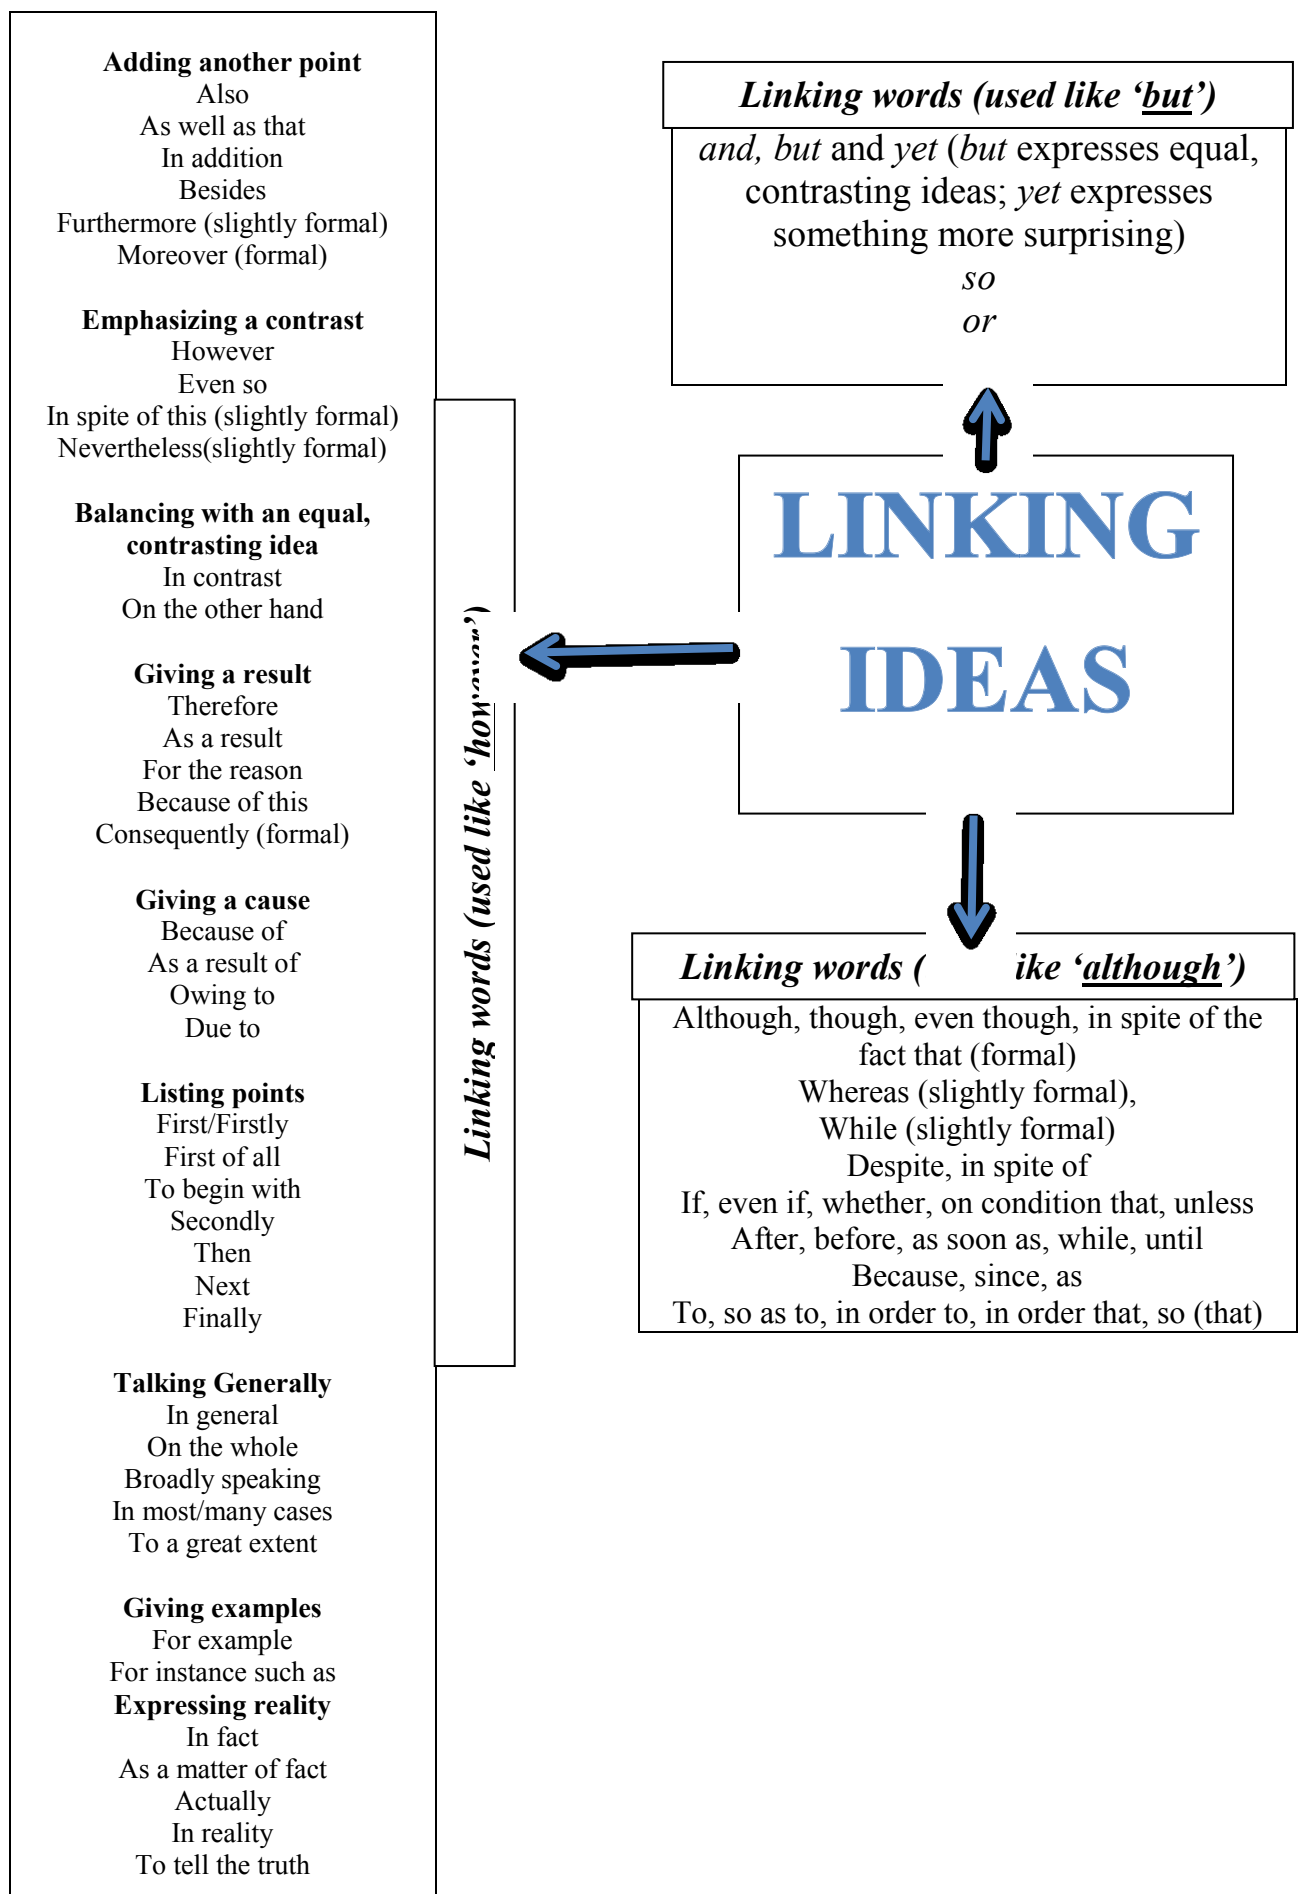 Adding another point
Also
As well as that
In addition
Besides
Furthermore (slightly formal)
Moreover (formal)
Emphasizing a contrast
However
Even so
In spite of this (slightly formal)
Nevertheless(slightly formal)
Balancing with an equal,
contrasting idea
In contrast
On the other hand
Giving a result
Therefore
As a result
For the reason
Because of this
Consequently (formal)
Giving a cause
Because of
As a result of
Owing to
Due to
Listing points
First/Firstly
First of all
To begin with
Secondly
Then
Next
Finally
Talking Generally
In general
On the whole
Broadly speaking
In most/many cases
To a great extent
Giving examples
For example
For instance such as
Expressing reality
In fact
As a matter of fact
Actually
In reality
To tell the truth
Linking words (used like ‘however’)
Linking words (used like ‘but’)
and, but and yet (but expresses equal,
contrasting ideas; yet expresses
something more surprising)
so
or
LINKING
IDEAS
Linking words ( ike ‘although’)
Although, though, even though, in spite of the
fact that (formal)
Whereas (slightly formal),
While (slightly formal)
Despite, in spite of
If, even if, whether, on condition that, unless
After, before, as soon as, while, until
Because, since, as
To, so as to, in order to, in order that, so (that)